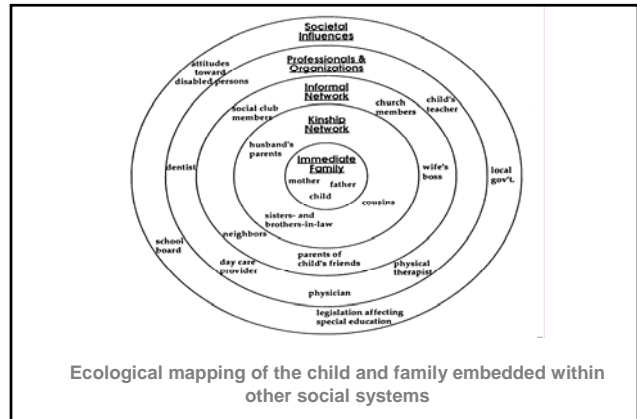 Societal
Influences
attitudes
toward
disabled persons
Professionals &
Organizations
Informal
Network
social club
members
church
members
child's
teacher
Kinship
Network
husband's
parents
Immediate
Family
mother
father
child
dentist
wife's
boss
local
gov't.
cousins
sisters- and
brothers-in-law
neighbors
school
board
day care
provider
parents of
child's friends
physical
therapist
physician
legislation affecting
special education
Ecological mapping of the child and family embedded within
other social systems